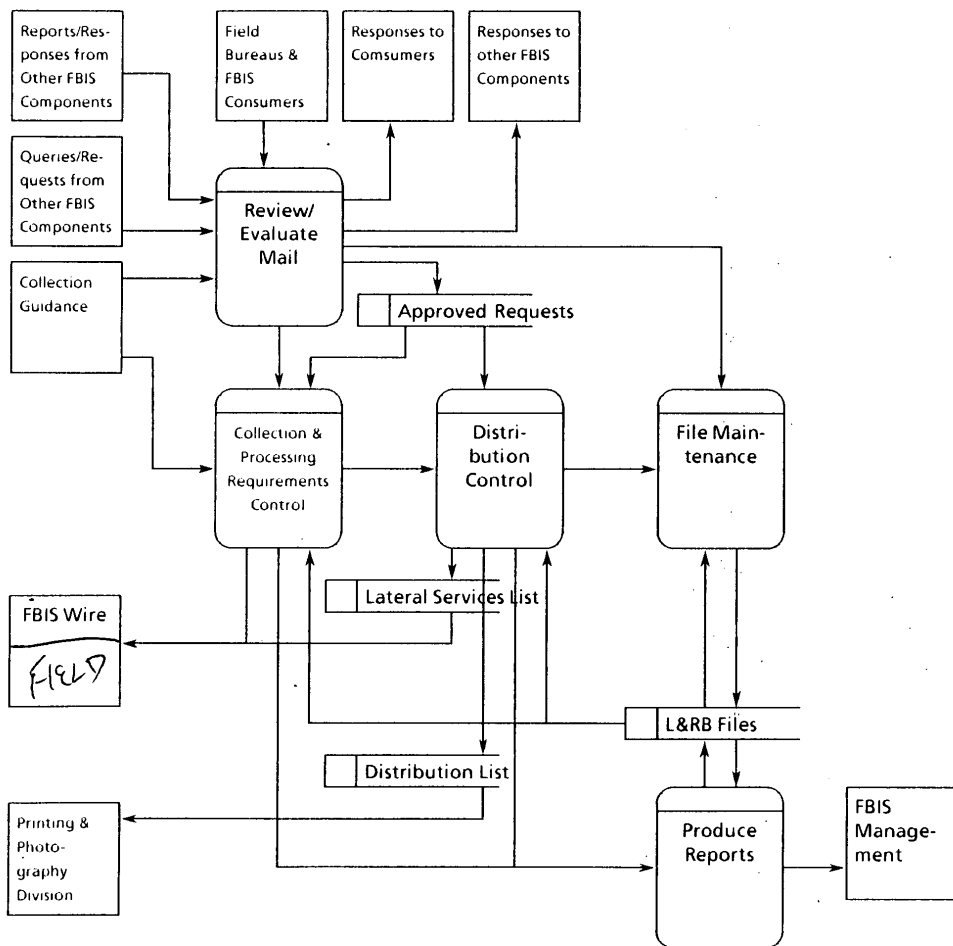 Reports/Res-
ponses from
Other FBIS
Components
Field
Bureaus &
FBIS
Consumers
Responses to
Comsumers
Responses to
other FBIS
Components
Queries/Re-
quests from
Other FBIS
Components
Review/
Evaluate
Mail
Collection
Guidance
Approved Requests
Collection &
Processing
Requirements
Control
Distri-
bution
Control
File Main-
tenance
Lateral Services List
FBIS Wire
FIELD
L&RB Files
Distribution List
Printing &
Photo-
graphy
Division
Produce
Reports
FBIS
Manage-
ment